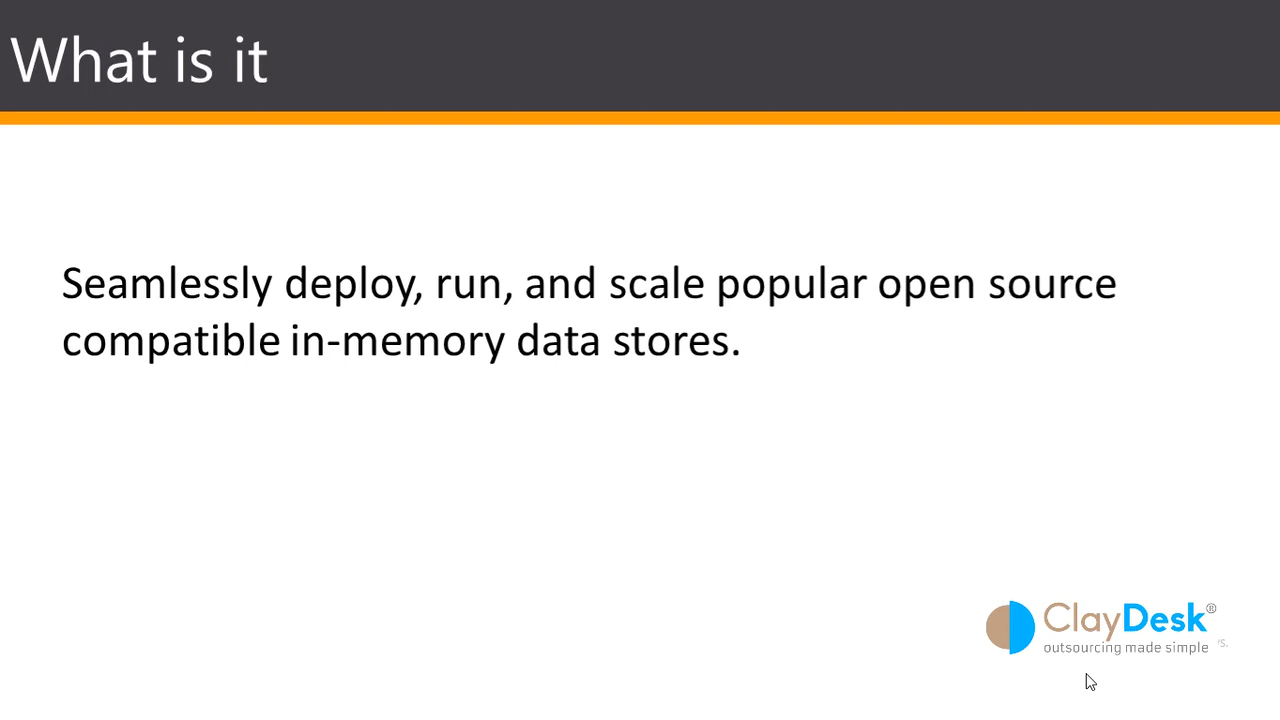 What is it
Seamlessly deploy, run, and scale popular open source
compatible in-memory data stores.
ClayDesk®
outsourcing made simple